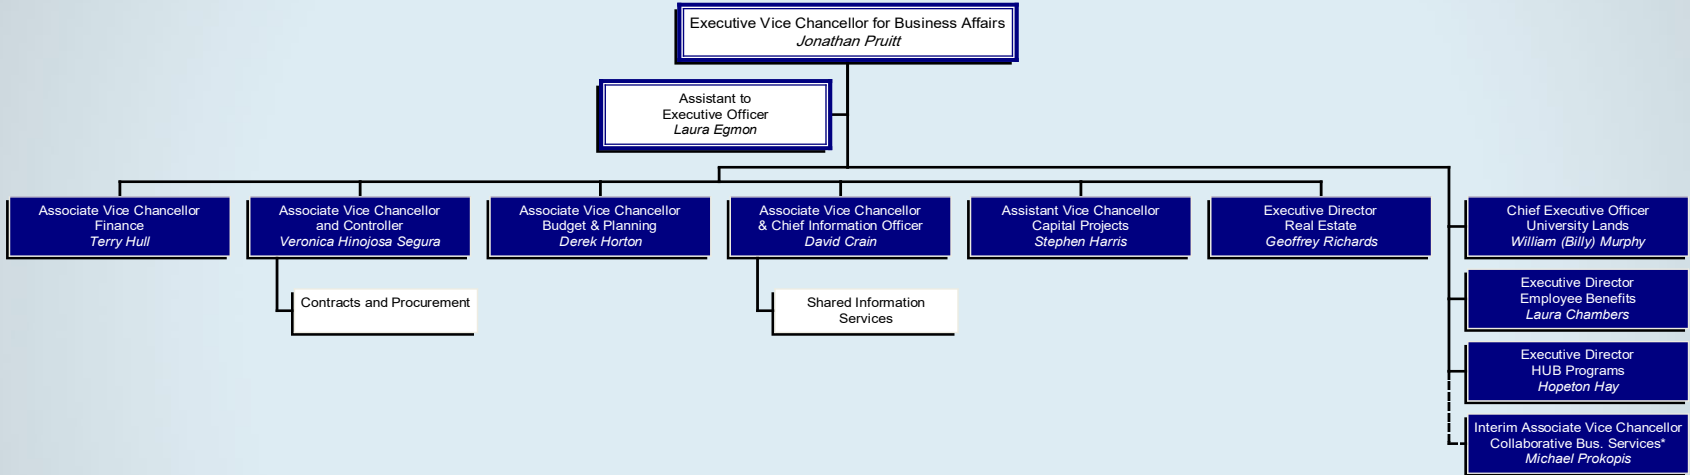 Executive Vice Chancellor for Business Affairs
Jonathan Pruitt
Assistant to
Executive Officer
Laura Egmon
Associate Vice Chancellor
Finance
Terry Hull
Associate Vice Chancellor
and Controller
Veronica Hinojosa Segura
Associate Vice Chancellor
Budget & Planning
Derek Horton
Associate Vice Chancellor
& Chief Information Officer
David Crain
Assistant Vice Chancellor
Capital Projects
Stephen Harris
Executive Director
Real Estate
Geoffrey Richards
Chief Executive Officer
University Lands
William (Billy) Murphy
Contracts and Procurement
Shared Information
Services
Executive Director
Employee Benefits
Laura Chambers
Executive Director
HUB Programs
Hopeton Hay
Interim Associate Vice Chancellor
Collaborative Bus. Services*
Michael Prokopis